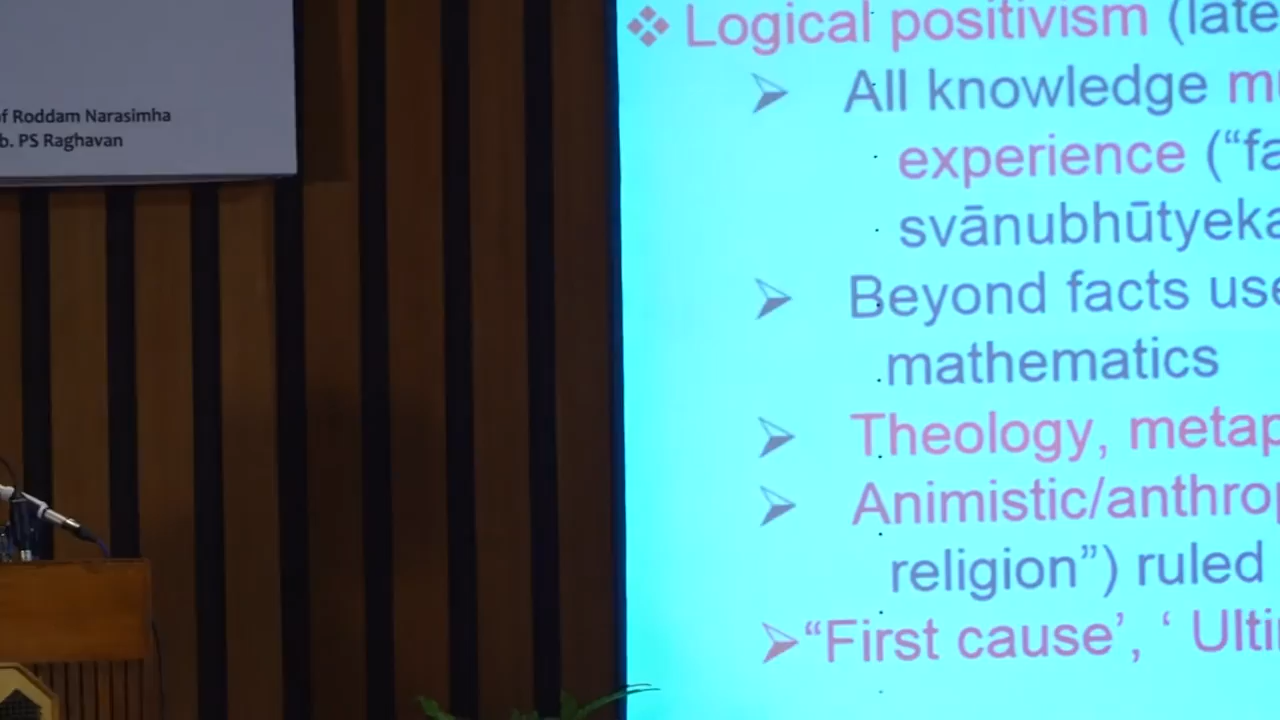 of Roddam Narasimha
b. PS Raghavan
Logical positivism (late
All knowledge
experience (“fa
svānubhūtyeka
Beyond facts use
mathematics
Theology, metap
Animistic/anthrop
religion”) ruled
“First cause’, ‘ Ulti